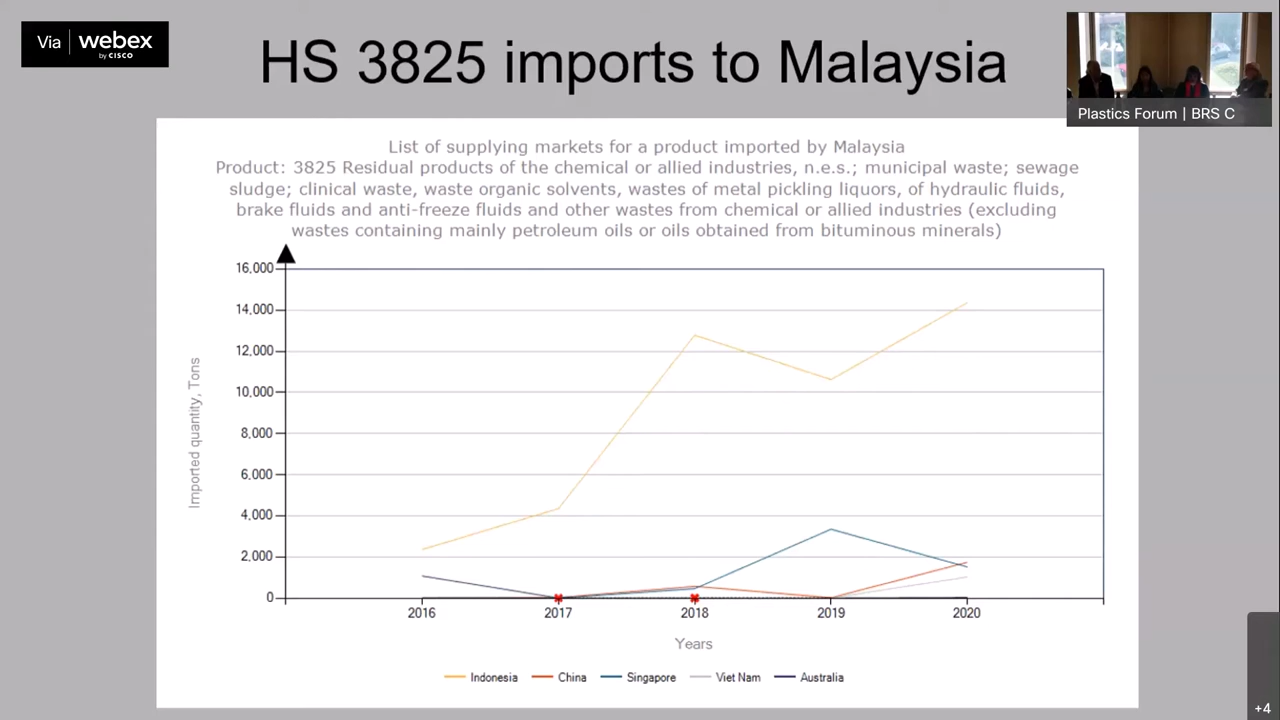 Via webex
by CISCO
HS 3825 imports to Malaysia
Plastics Forum | BRS C
List of supplying markets for a product imported by Malaysia
Product: 3825 Residual products of the chemical or allied industries, n.e.s.; municipal waste; sewage
sludge; clinical waste, waste organic solvents, wastes of metal pickling liquors, of hydraulic fluids,
brake fluids and anti-freeze fluids and other wastes from chemical or allied industries (excluding
wastes containing mainly petroleum oils or oils obtained from bituminous minerals)
16,000
14,000
12,000
10,000
8,000
6,000
4,000
2,000
0
Imported quantity, Tons
2016 2017 2018 2019 2020
Years
Indonesia China Singapore Viet Nam Australia
+4